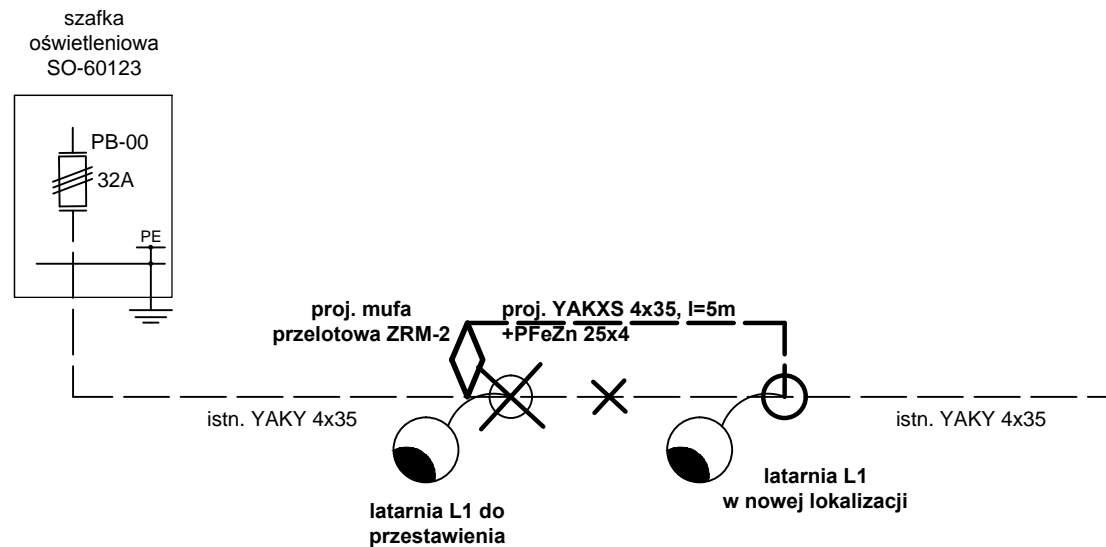 szafka
oświetleniowa
SO-60123
PB-00
32A
PE
proj. mufa
przelotowa ZRM-2
proj. YAKXS 4x35, l=5m
+PFeZn 25x4
istn. YAKY 4x35
istn. YAKY 4x35
latarnia L1 do
przestawienia
latarnia L1
w nowej lokalizacji